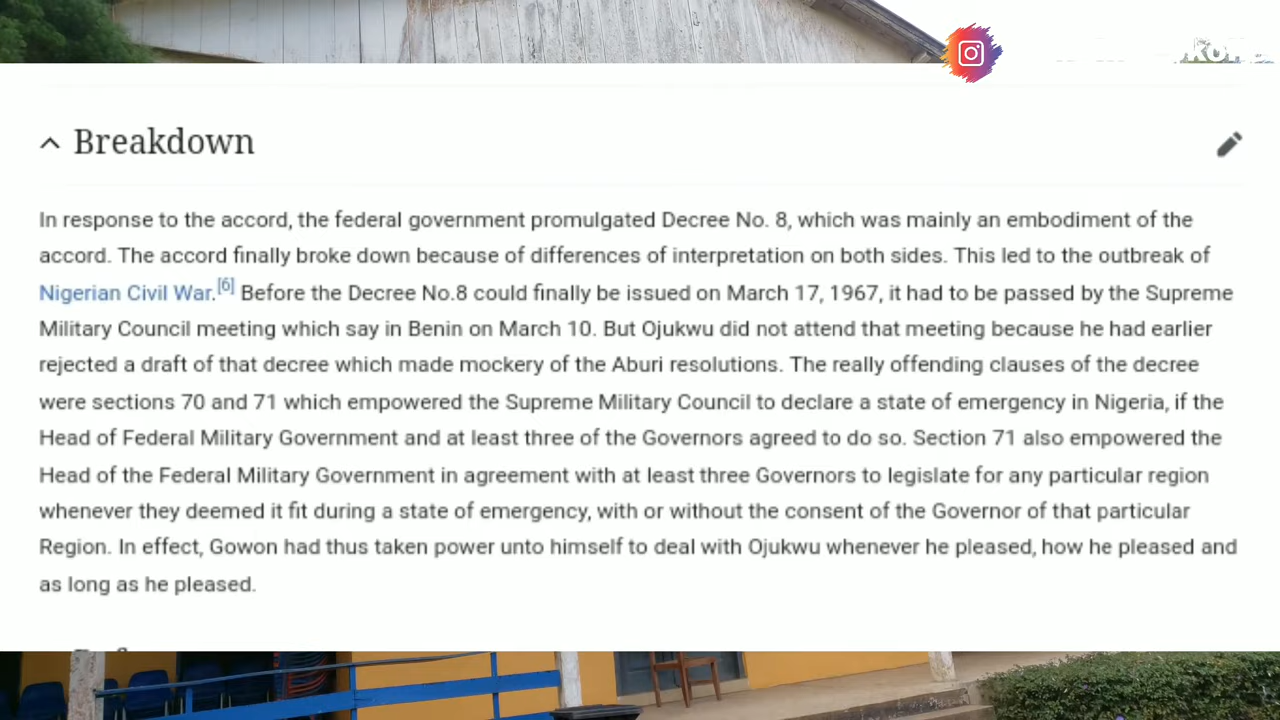 Breakdown
In response to the accord, the federal government promulgated Decree No. 8, which was mainly an embodiment of the
accord. The accord finally broke down because of differences of interpretation on both sides. This led to the outbreak of
Nigerian Civil War.[6] Before the Decree No.8 could finally be issued on March 17, 1967, it had to be passed by the Supreme
Military Council meeting which say in Benin on March 10. But Ojukwu did not attend that meeting because he had earlier
rejected a draft of that decree which made mockery of the Aburi resolutions. The really offending clauses of the decree
were sections 70 and 71 which empowered the Supreme Military Council to declare a state of emergency in Nigeria, if the
Head of Federal Military Government and at least three of the Governors agreed to do so. Section 71 also empowered the
Head of the Federal Military Government in agreement with at least three Governors to legislate for any particular region
whenever they deemed it fit during a state of emergency, with or without the consent of the Governor of that particular
Region. In effect, Gowon had thus taken power unto himself to deal with Ojukwu whenever he pleased, how he pleased and
as long as he pleased.